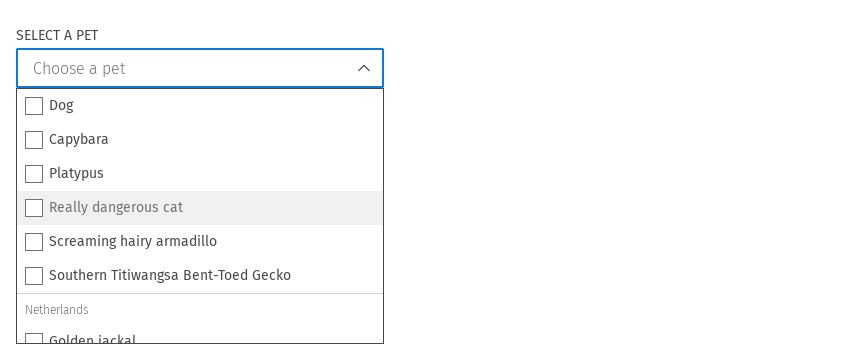 SELECT A PET
Choose a pet
Dog
Capybara
Platypus
Really dangerous cat
Screaming hairy armadillo
Southern Titiwangsa Bent-Toed Gecko
Netherlands
Golden jackal